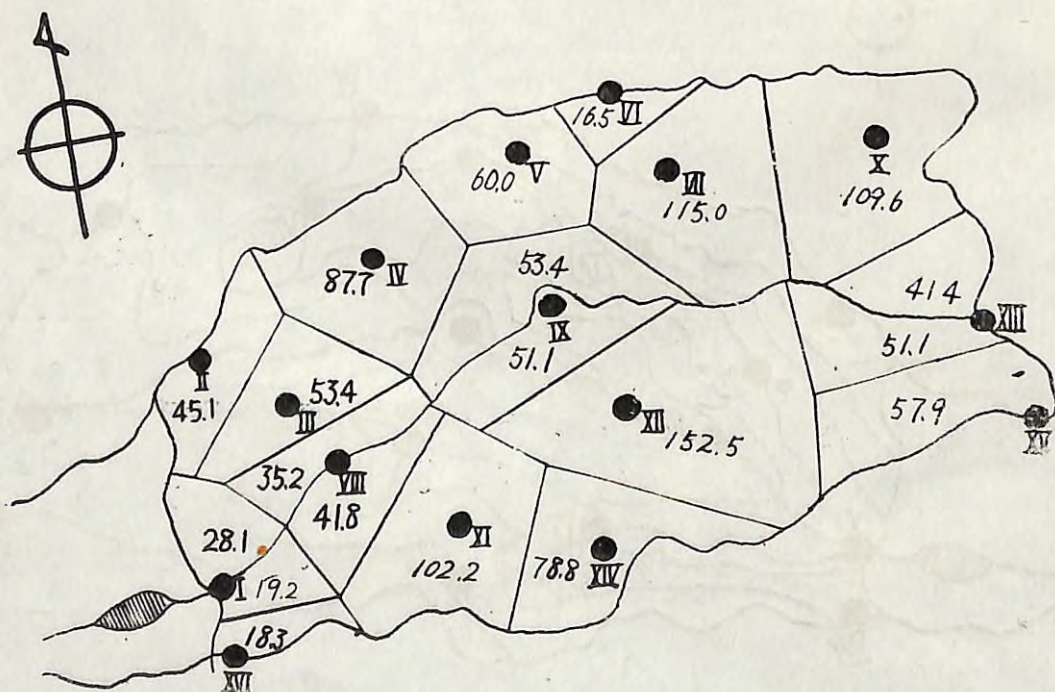 16.5 VI
60.0 V
VII
115.0
X
109.6
87.7 IV
53.4
41.4
IX
51.1
XIII
51.1
II
45.1
53.4
III
XII
152.5
57.9
XV
35.2
VIII
41.8
28.1
XI
102.2
78.8 XIV
I
19.2
18.3
XVI